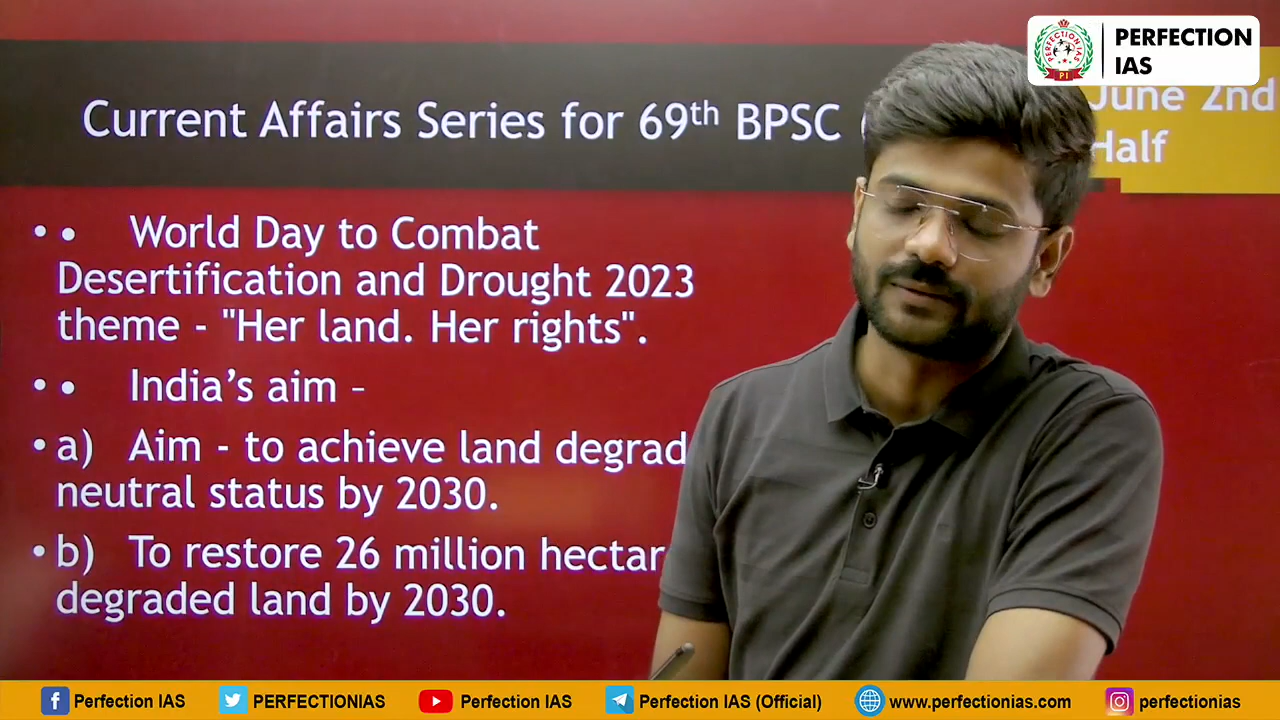 PERFECTION
IAS
Current Affairs Series for 69th BPSC
June 2nd
Half
• • World Day to Combat
Desertification and Drought 2023
theme - "Her land. Her rights".
• • India’s aim –
• a) Aim - to achieve land degrad
neutral status by 2030.
• b) To restore 26 million hectar
degraded land by 2030.
Perfection IAS PERFECTIONIAS Perfection IAS Perfection IAS (Official) www.perfectionias.com perfectionias